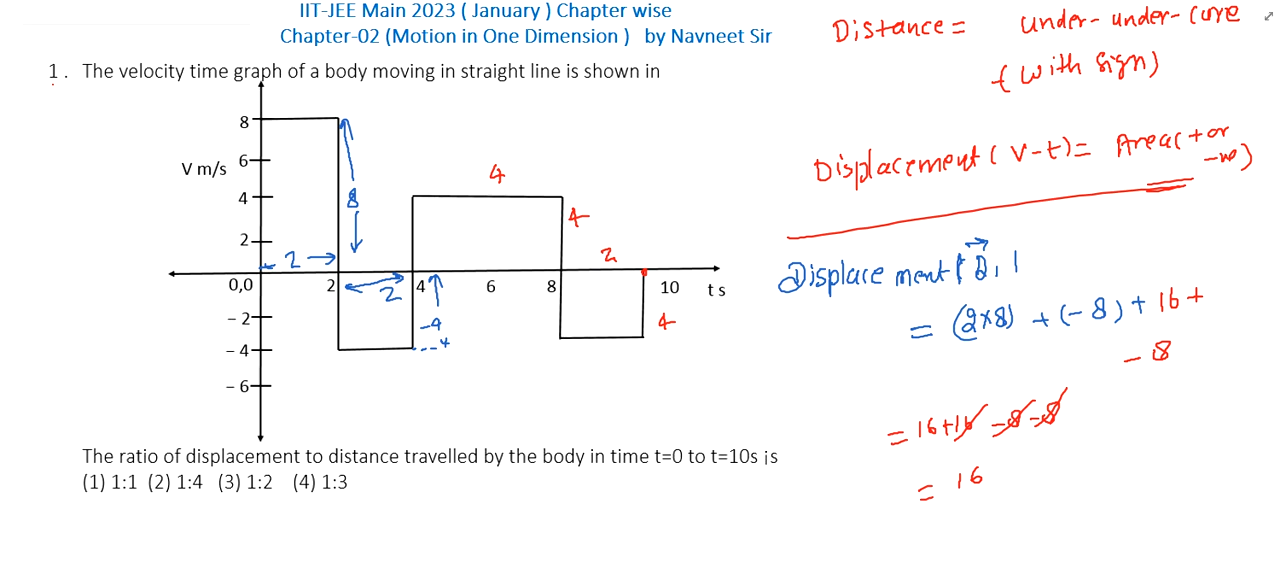 IIT-JEE Main 2023 ( January ) Chapter wise
Chapter-02 (Motion in One Dimension ) by Navneet Sir
1 . The velocity time graph of a body moving in straight line is shown in
8
6
V m/s
4
2
0,0
2
4
6
8
10
t s
– 2
– 4
– 6
2
8
2
-4
---4
4
4
2
4
The ratio of displacement to distance travelled by the body in time t=0 to t=10s is
(1) 1:1 (2) 1:4 (3) 1:2 (4) 1:3
Distance = under-under-curve
(with sign)
Displacement ( v-t) = Area(+or
-ve)
Displacement
= (2x8) + (-8) + 16 +
- 8
= 16+16 -8-8
= 16